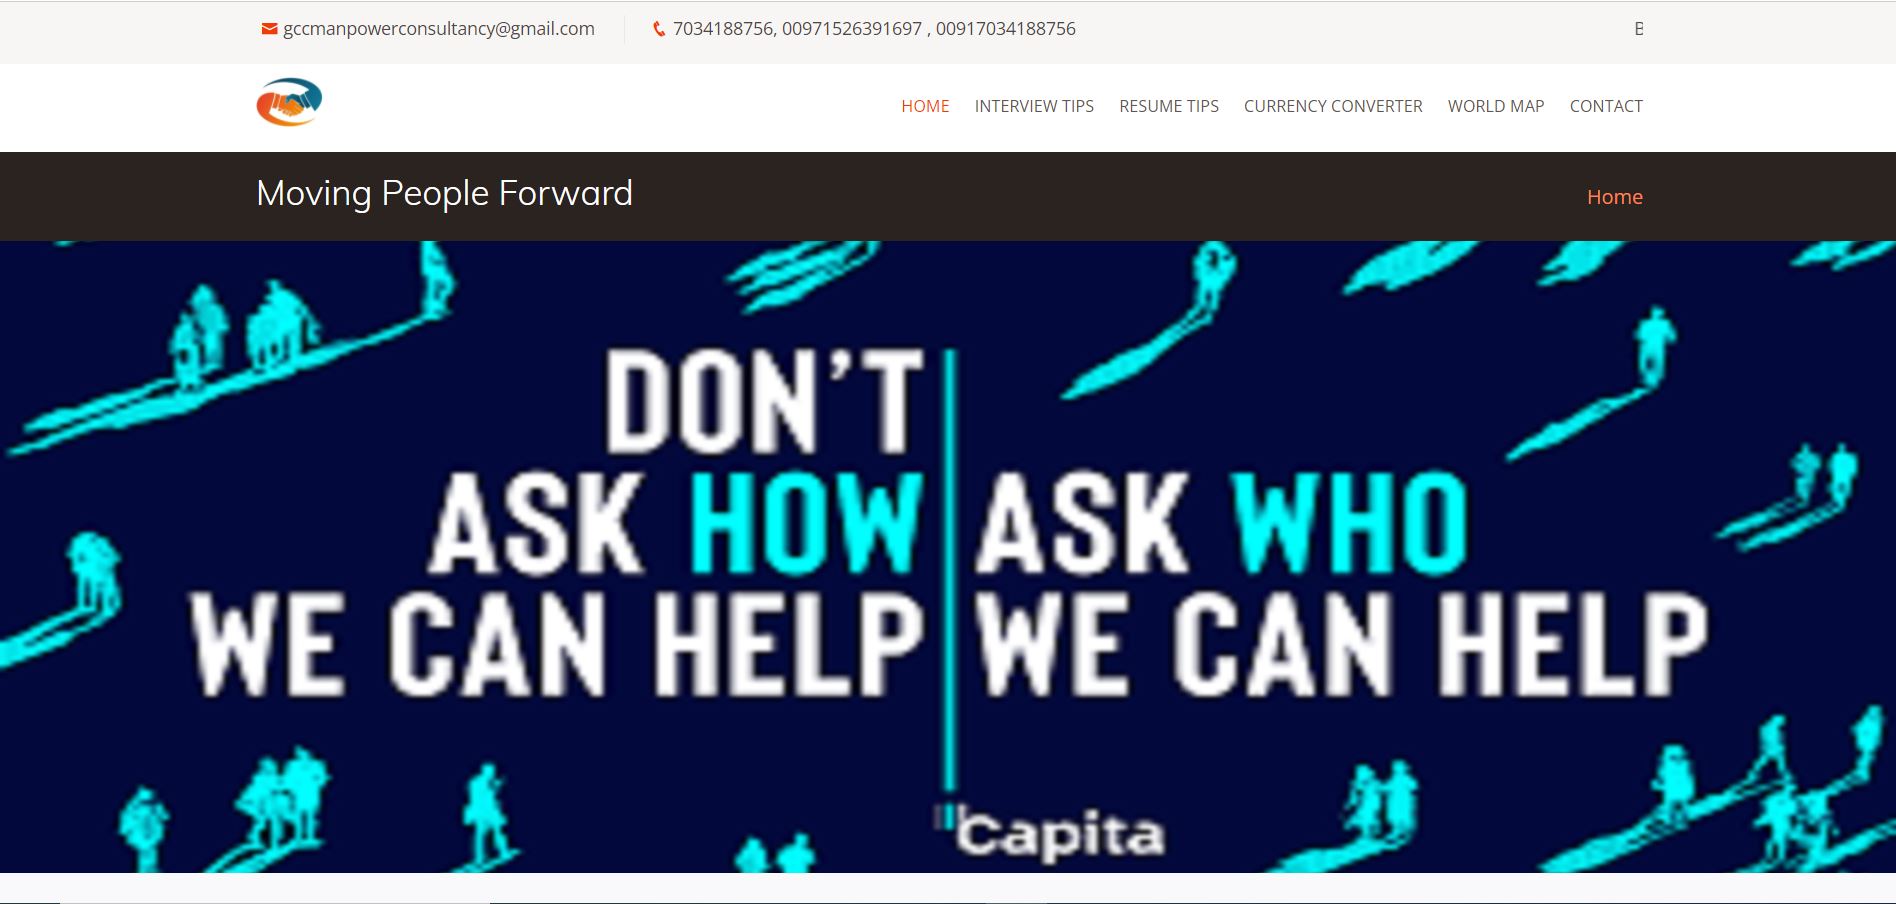 gccmanpowerconsultancy@gmail.com
7034188756, 00971526391697 , 00917034188756
B
HOME INTERVIEW TIPS RESUME TIPS CURRENCY CONVERTER WORLD MAP CONTACT
Moving People Forward
Home
DON'T
ASK HOW
WE CAN HELP
ASK WHO
WE CAN HELP
Capita